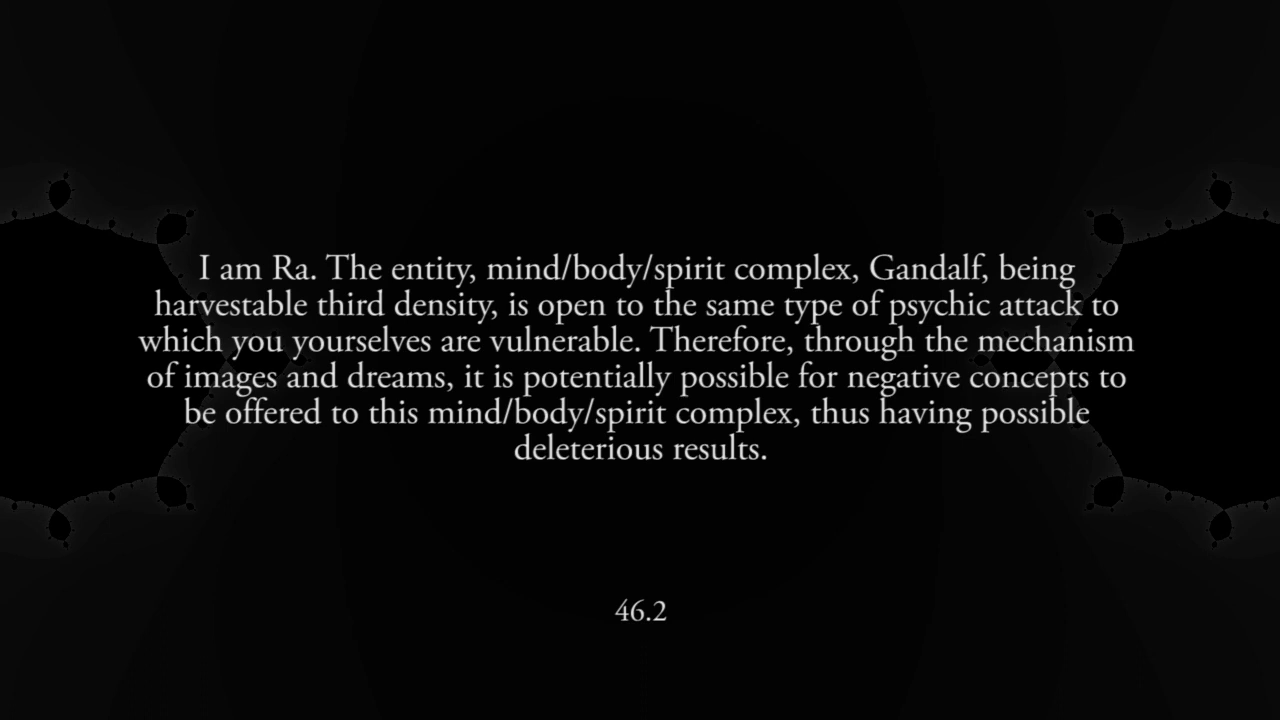 I am Ra. The entity, mind/body/spirit complex, Gandalf, being
harvestable third density, is open to the same type of psychic attack to
which you yourselves are vulnerable. Therefore, through the mechanism
of images and dreams, it is potentially possible for negative concepts to
be offered to this mind/body/spirit complex, thus having possible
deleterious results.
46.2